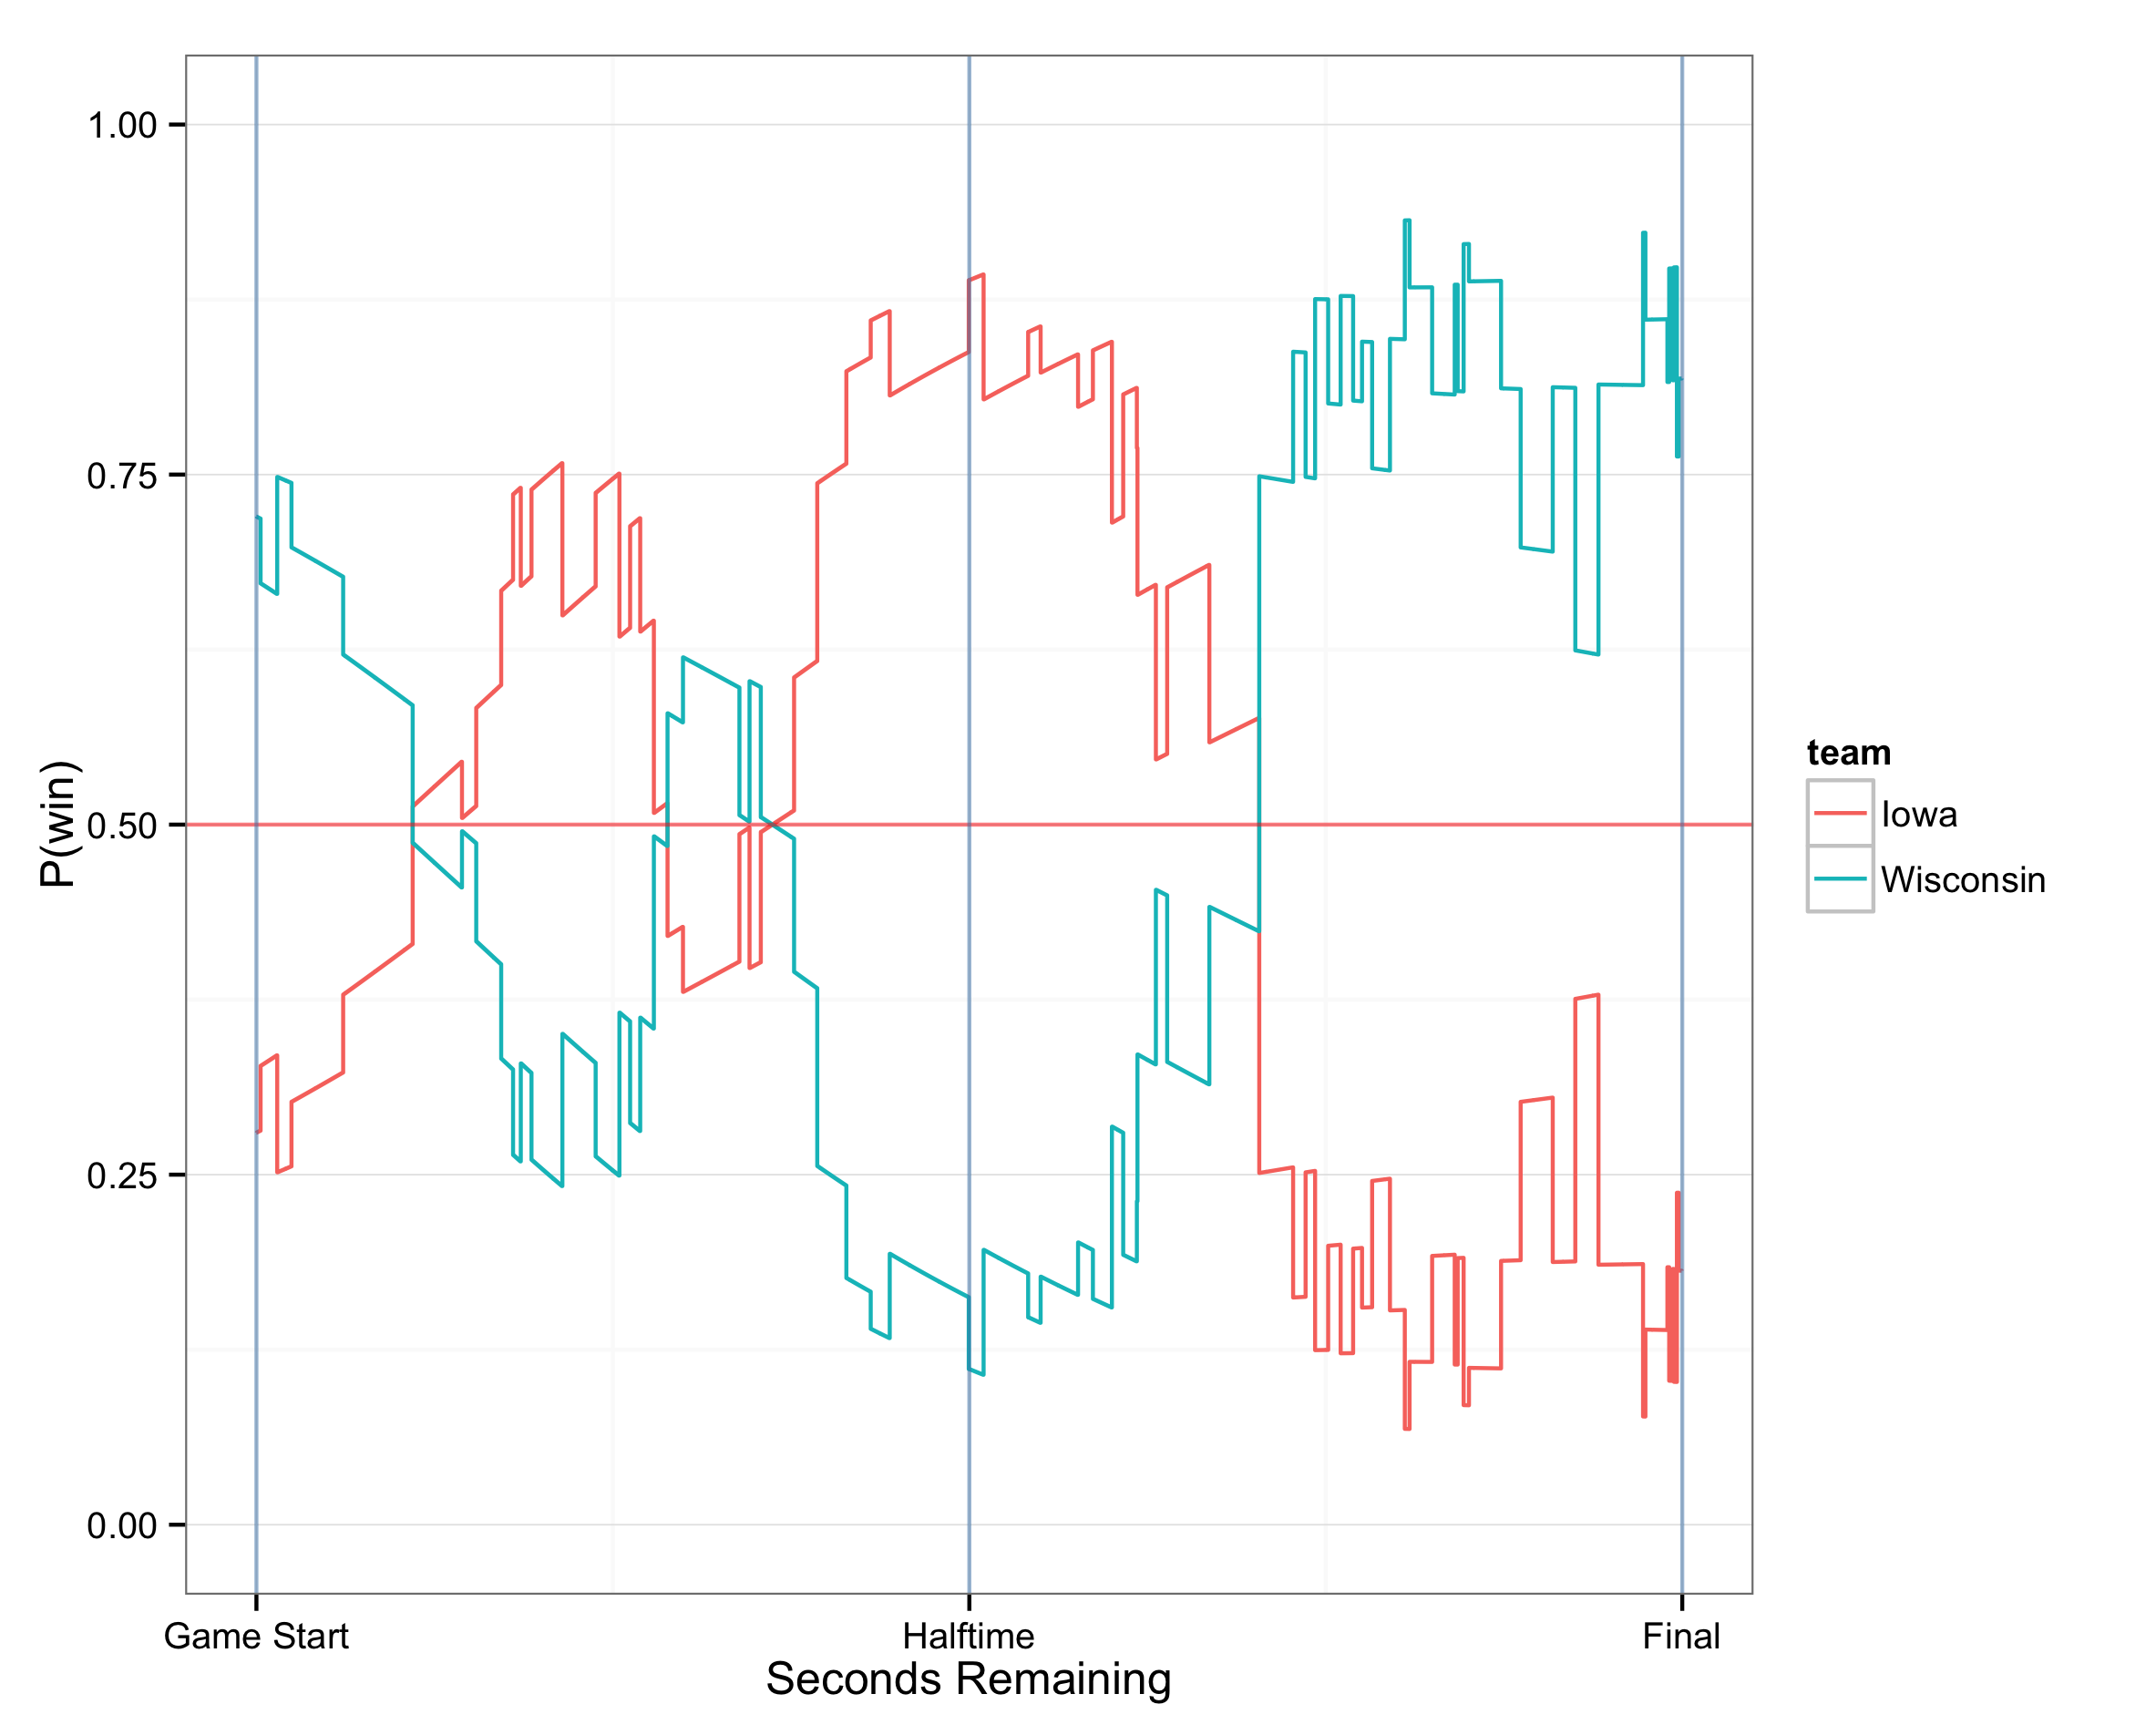 1.00
0.75
0.50
0.25
0.00
P(win)
Game Start
Halftime
Final
Seconds Remaining
team
Iowa
Wisconsin